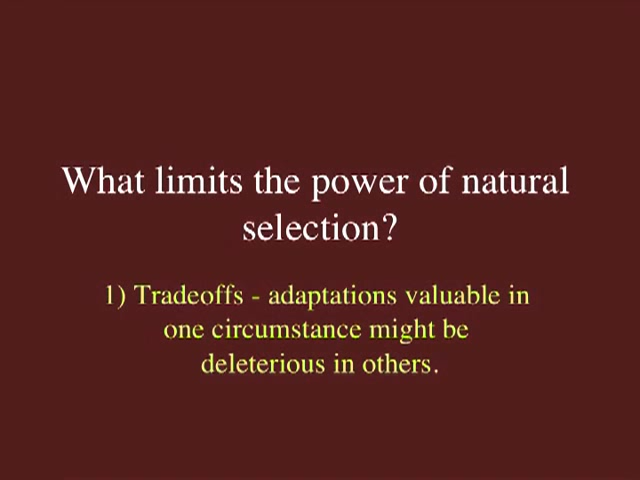 What limits the power of natural
selection?
1) Tradeoffs - adaptations valuable in
one circumstance might be
deleterious in others.